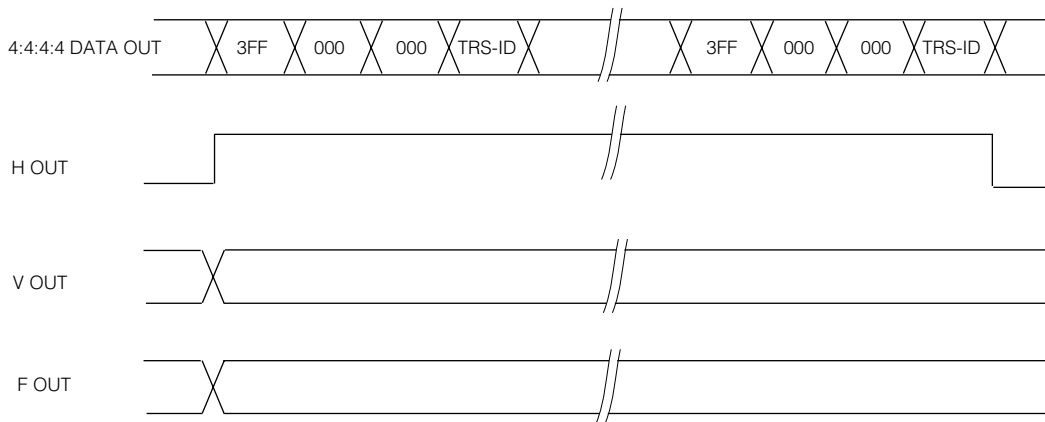 4:4:4:4 DATA OUT 3FF 000 000 TRS-ID 3FF 000 000 TRS-ID
H OUT
V OUT
F OUT